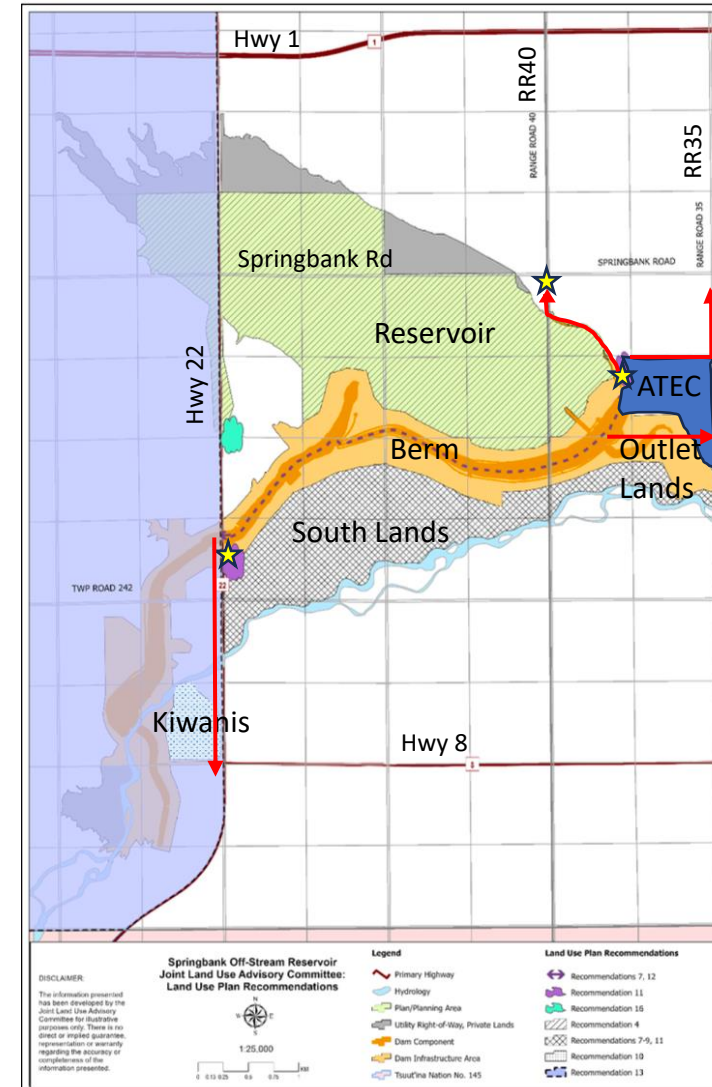 Hwy 1
1
RR40
RANGE ROAD 40
RR35
RANGE ROAD 35
Springbank Rd
SPRINGBANK ROAD
Reservoir
Hwy 22
ATEC
Berm
Outlet
Lands
South Lands
TWP ROAD 242
22
Kiwanis
Hwy 8
8
DISCLAIMER:
The information presented
has been developed by the
Joint Land Use Advisory
Committee for illustrative
purposes only. There is no
direct or implied guarantee,
representation or warranty
regarding the accuracy or
completeness of the
information presented.
Springbank Off-Stream Reservoir
Joint Land Use Advisory Committee:
Land Use Plan Recommendations
N
1:25,000
Legend
Primary Highway
Hydrology
Plan/Planning Area
Utility Right-of-Way, Private Lands
Dam Component
Dam Infrastructure Area
Tsuut'ina Nation No. 145
Land Use Plan Recommendations
Recommendations 7, 12
Recommendation 11
Recommendation 16
Recommendation 4
Recommendations 7-9, 11
Recommendation 10
Recommendation 13